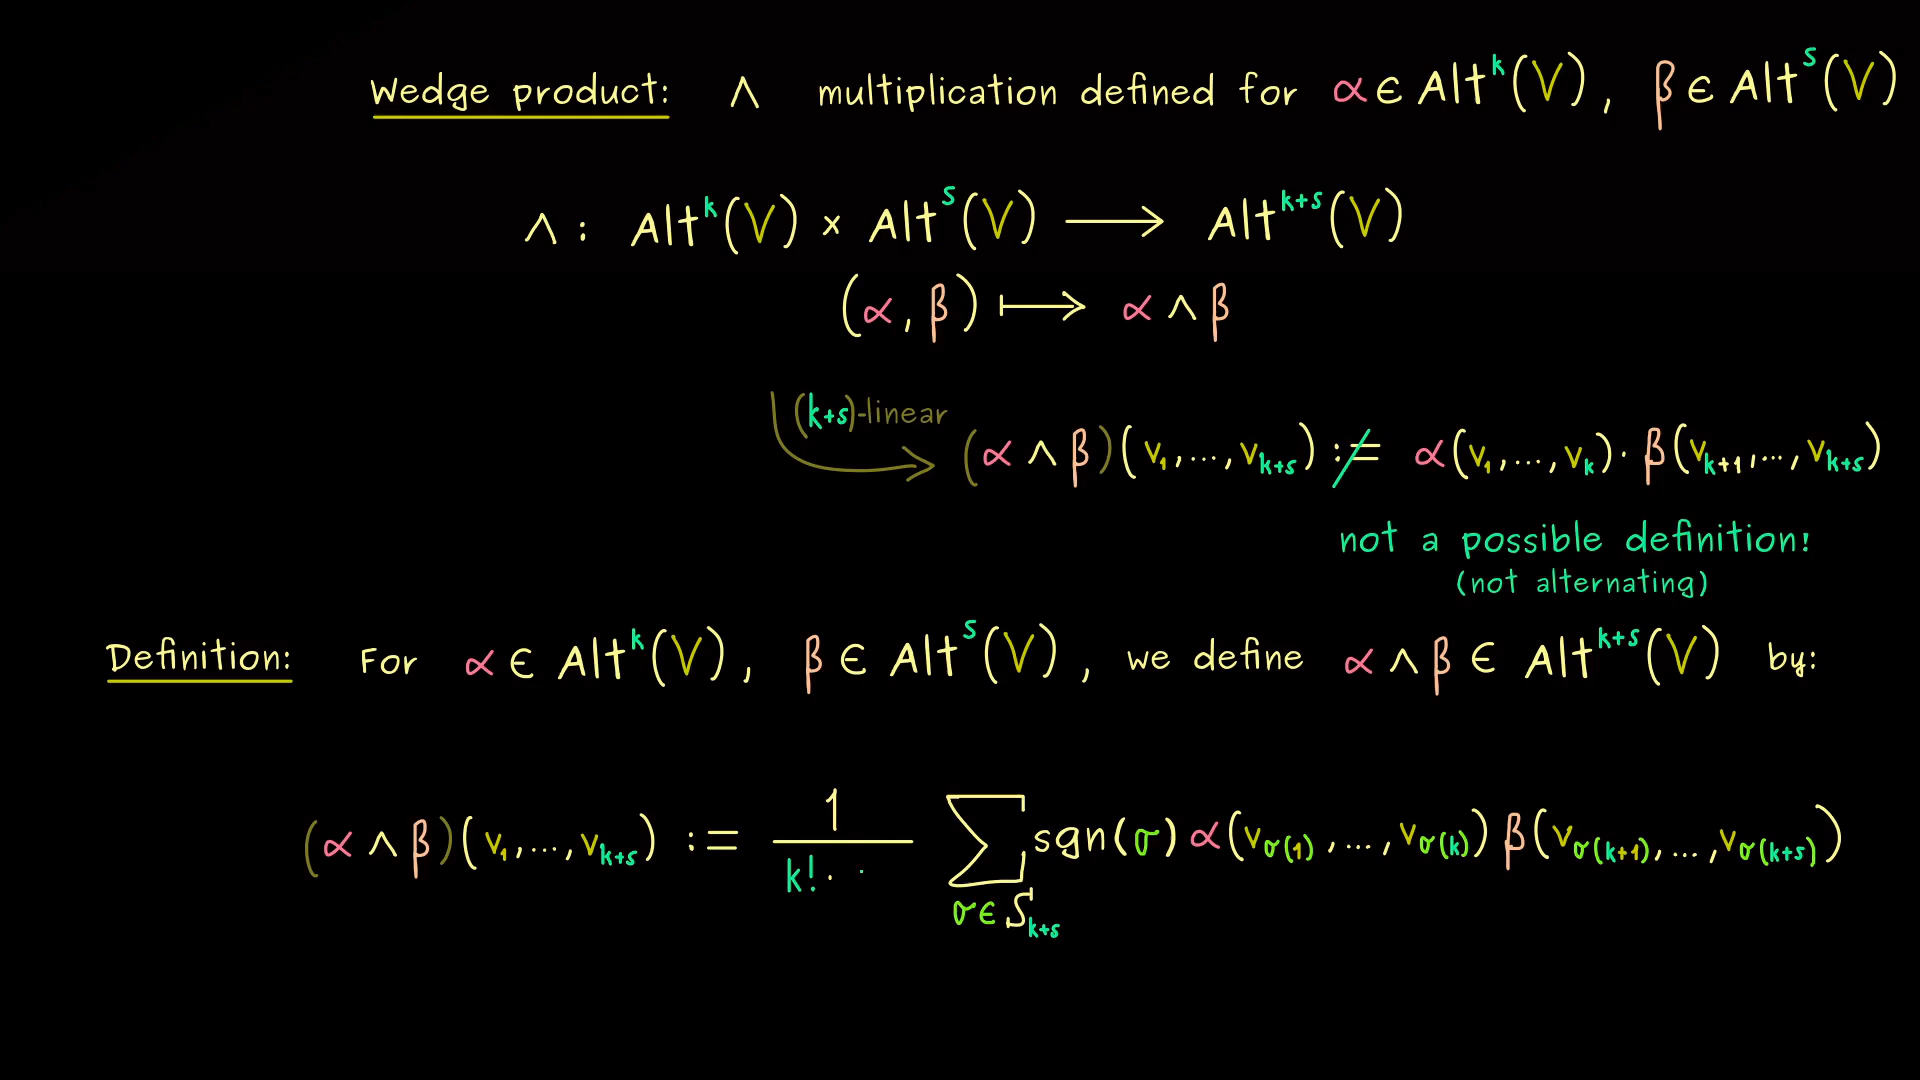 Wedge product: ∧ multiplication defined for α ∈ Alt^k(V), β ∈ Alt^s(V)
∧ : Alt^k(V) × Alt^s(V) ⟶ Alt^{k+s}(V)
(α, β) ⟼ α ∧ β
(k+s)-linear
(α ∧ β)(v_1, ..., v_{k+s}) :≠ α(v_1, ..., v_k) · β(v_{k+1}, ..., v_{k+s})
not a possible definition!
(not alternating)
Definition: For α ∈ Alt^k(V), β ∈ Alt^s(V), we define α ∧ β ∈ Alt^{k+s}(V) by:
(α ∧ β)(v_1, ..., v_{k+s}) := 1/(k! ·) ∑_{σ ∈ S_{k+s}} sgn(σ) α(v_{σ(1)}, ..., v_{σ(k)}) β(v_{σ(k+1)}, ..., v_{σ(k+s)})